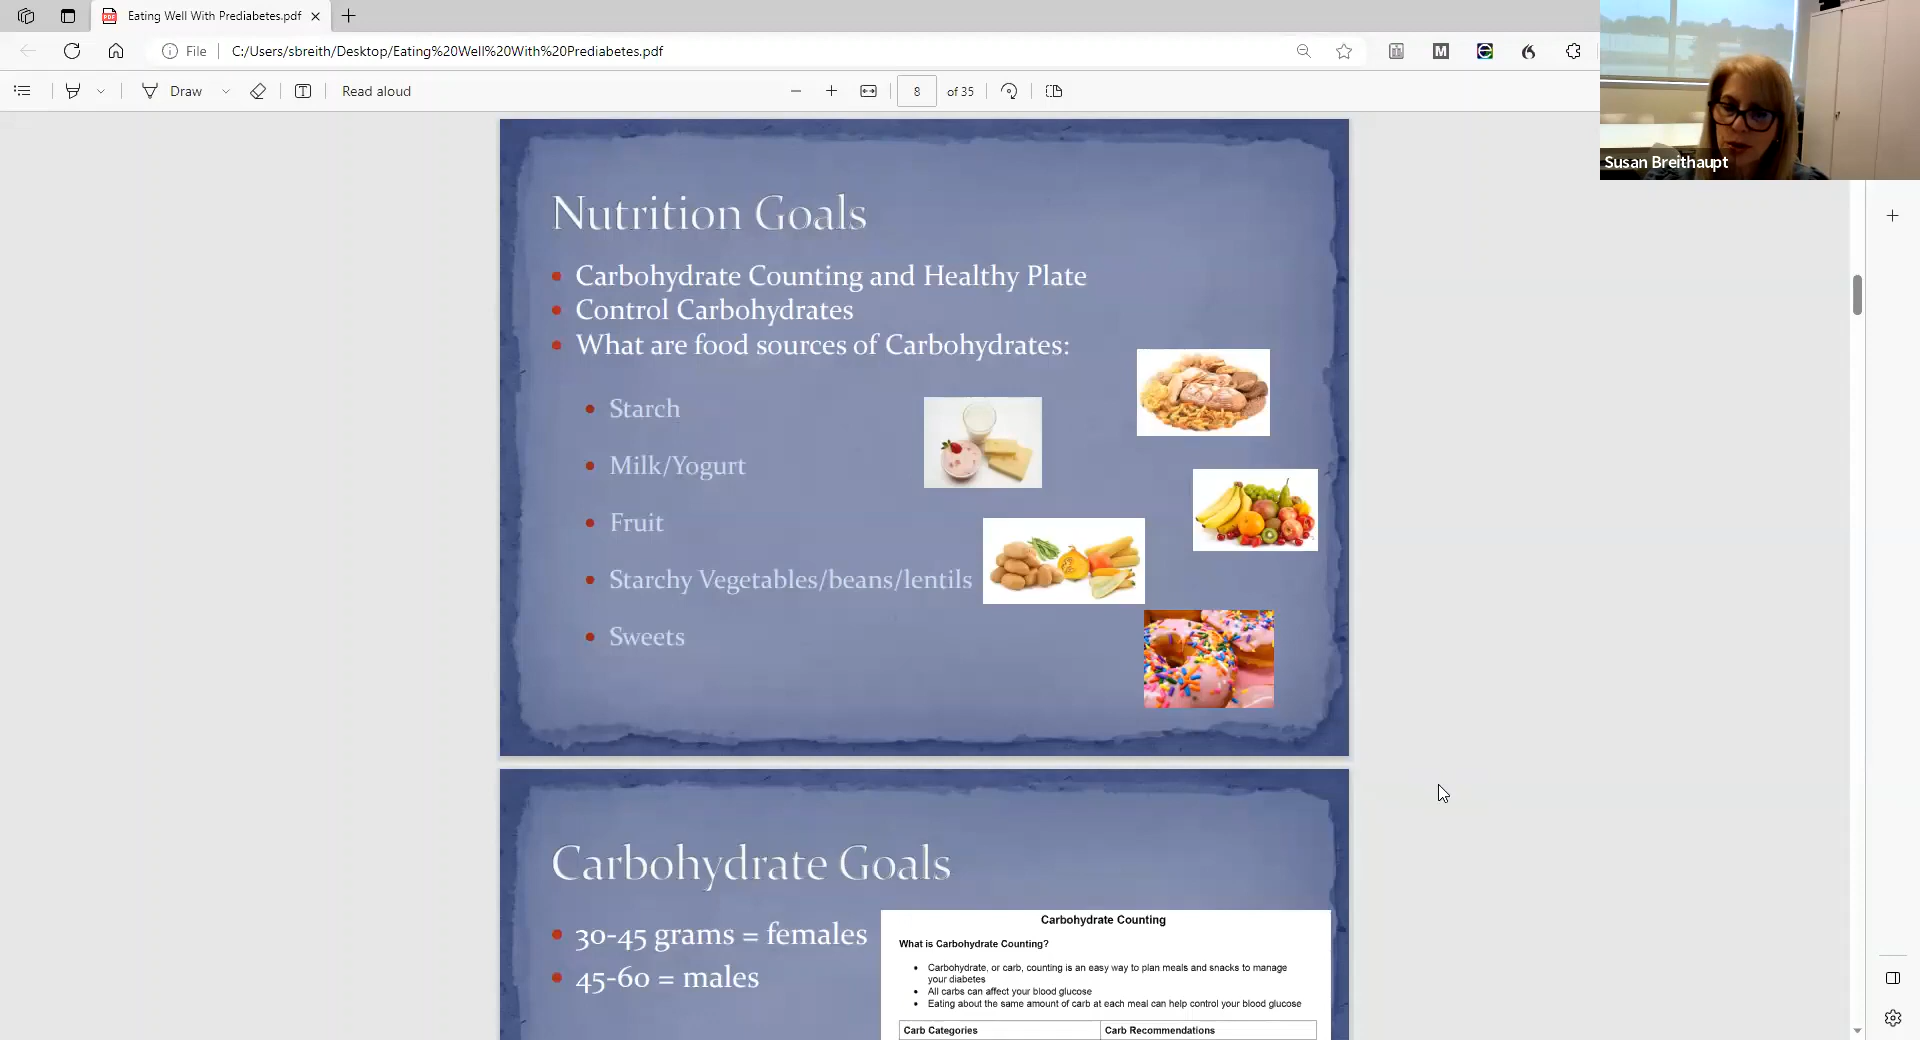 Eating Well With Prediabetes.pdf
File
C:/Users/sbreith/Desktop/Eating%20Well%20With%20Prediabetes.pdf
Draw
Read aloud
8
of 35
Susan Breithaupt
Nutrition Goals
Carbohydrate Counting and Healthy Plate
Control Carbohydrates
What are food sources of Carbohydrates:
Starch
Milk/Yogurt
Fruit
Starchy Vegetables/beans/lentils
Sweets
Carbohydrate Goals
30-45 grams = females
45-60 = males
Carbohydrate Counting
What is Carbohydrate Counting?
Carbohydrate, or carb, counting is an easy way to plan meals and snacks to manage
your diabetes
All carbs can affect your blood glucose
Eating about the same amount of carb at each meal can help control your blood glucose
Carb Categories
Carb Recommendations